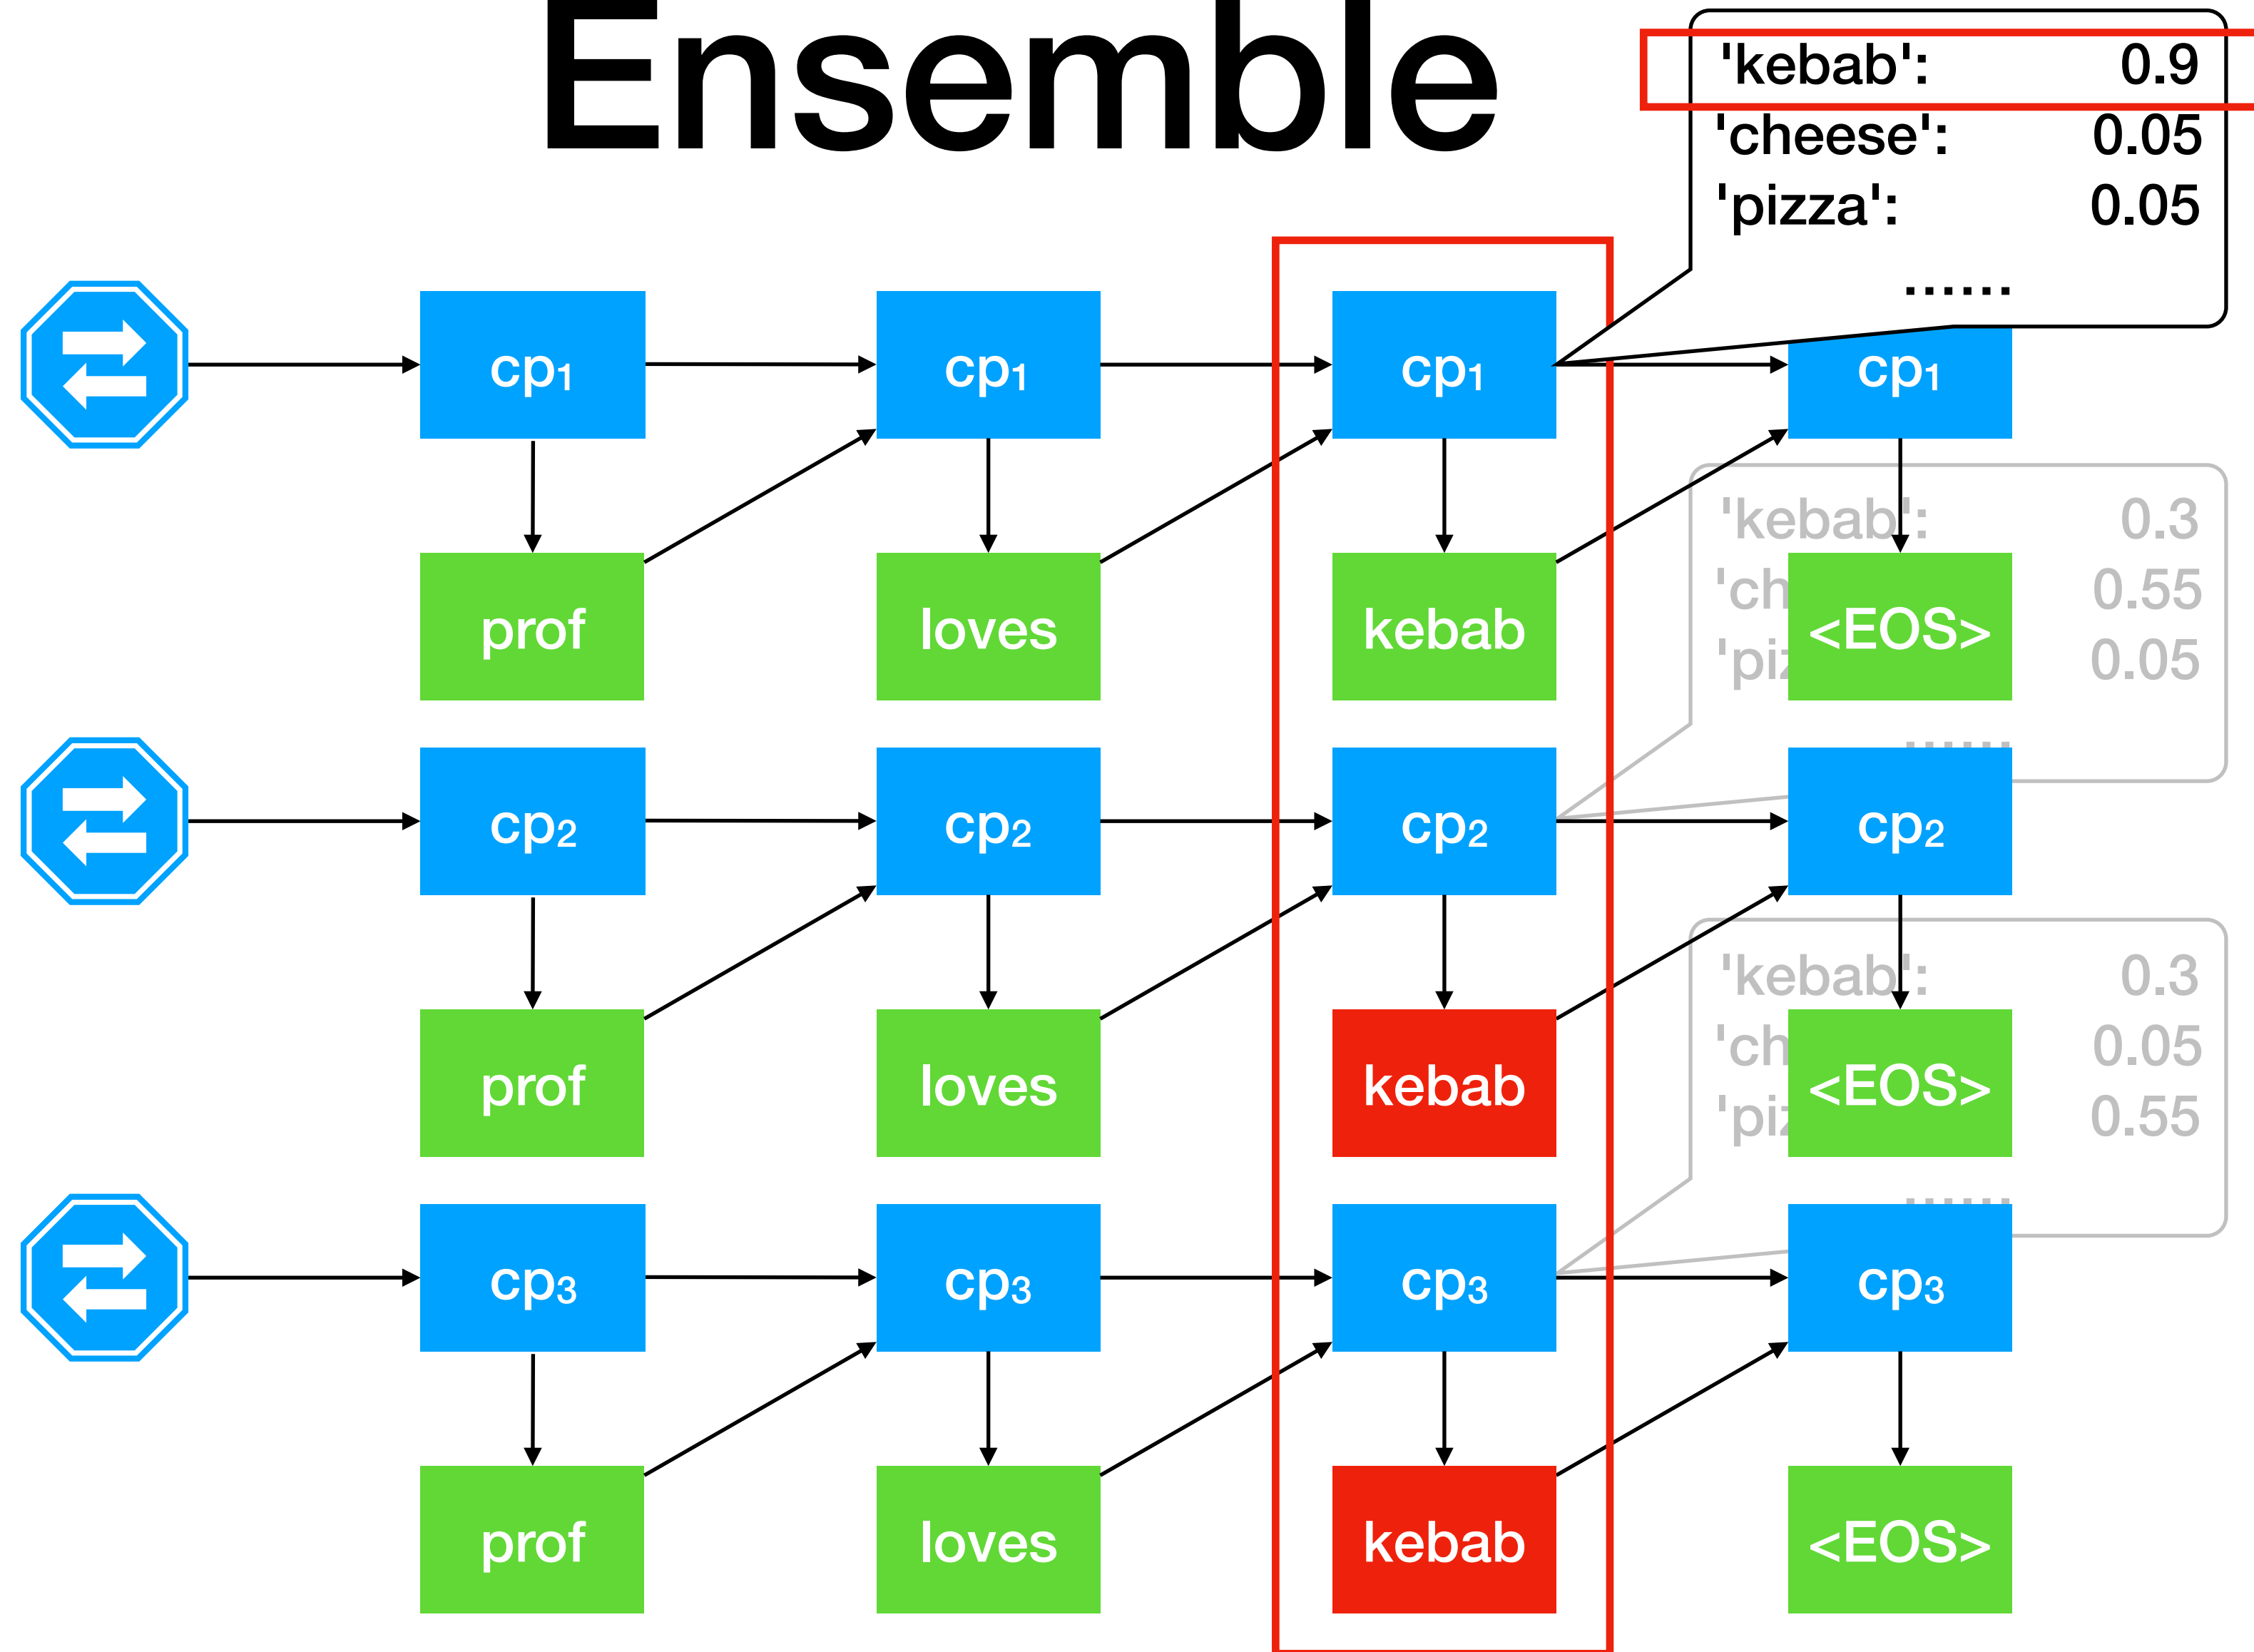 Ensemble
'kebab': 0.9
'cheese': 0.05
'pizza': 0.05
......
cp₁ cp₁ cp₁ cp₁
'kebab': 0.3
0.55
0.05
prof loves kebab <EOS>
cp₂ cp₂ cp₂ cp₂
'kebab': 0.3
0.05
0.55
prof loves kebab <EOS>
cp₃ cp₃ cp₃ cp₃
prof loves kebab <EOS>